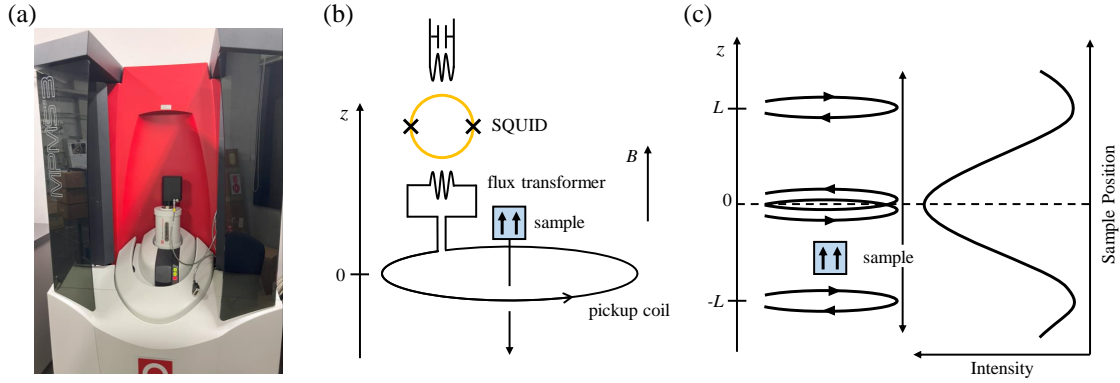 (a)
MPMS 3
(b)
z
SQUID
B
flux transformer
sample
0
pickup coil
(c)
z
L
0
sample
-L
Sample Position
Intensity